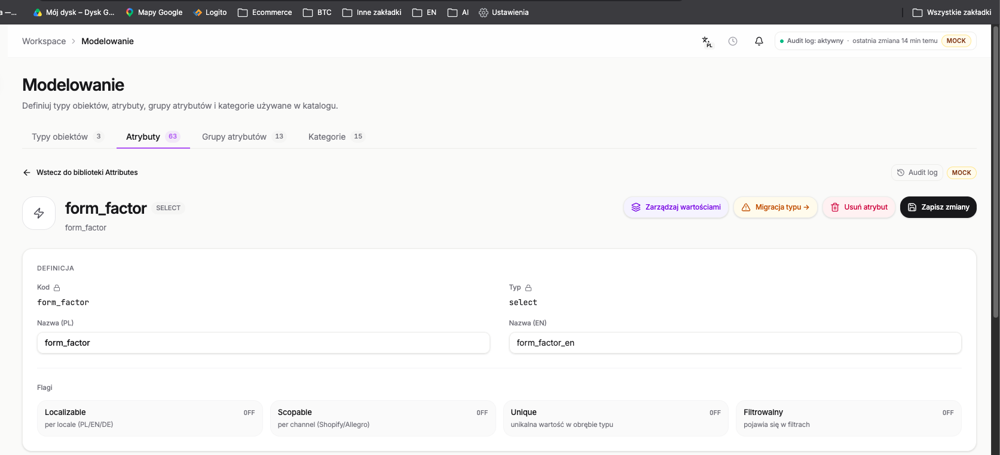 a —... Mój dysk – Dysk G... Mapy Google Logito Ecommerce BTC Inne zakładki EN AI Ustawienia Wszystkie zakładki
Workspace > Modelowanie
PL
Audit log: aktywny · ostatnia zmiana 14 min temu MOCK
Modelowanie
Definiuj typy obiektów, atrybuty, grupy atrybutów i kategorie używane w katalogu.
Typy obiektów 3 Atrybuty 63 Grupy atrybutów 13 Kategorie 15
← Wstecz do biblioteki Attributes
Audit log MOCK
form_factor SELECT
form_factor
Zarządzaj wartościami Migracja typu → Usuń atrybut Zapisz zmiany
DEFINICJA
Kod
form_factor
Typ
select
Nazwa (PL)
form_factor
Nazwa (EN)
form_factor_en
Flagi
Localizable OFF
per locale (PL/EN/DE)
Scopable OFF
per channel (Shopify/Allegro)
Unique OFF
unikalna wartość w obrębie typu
Filtrowalny OFF
pojawia się w filtrach